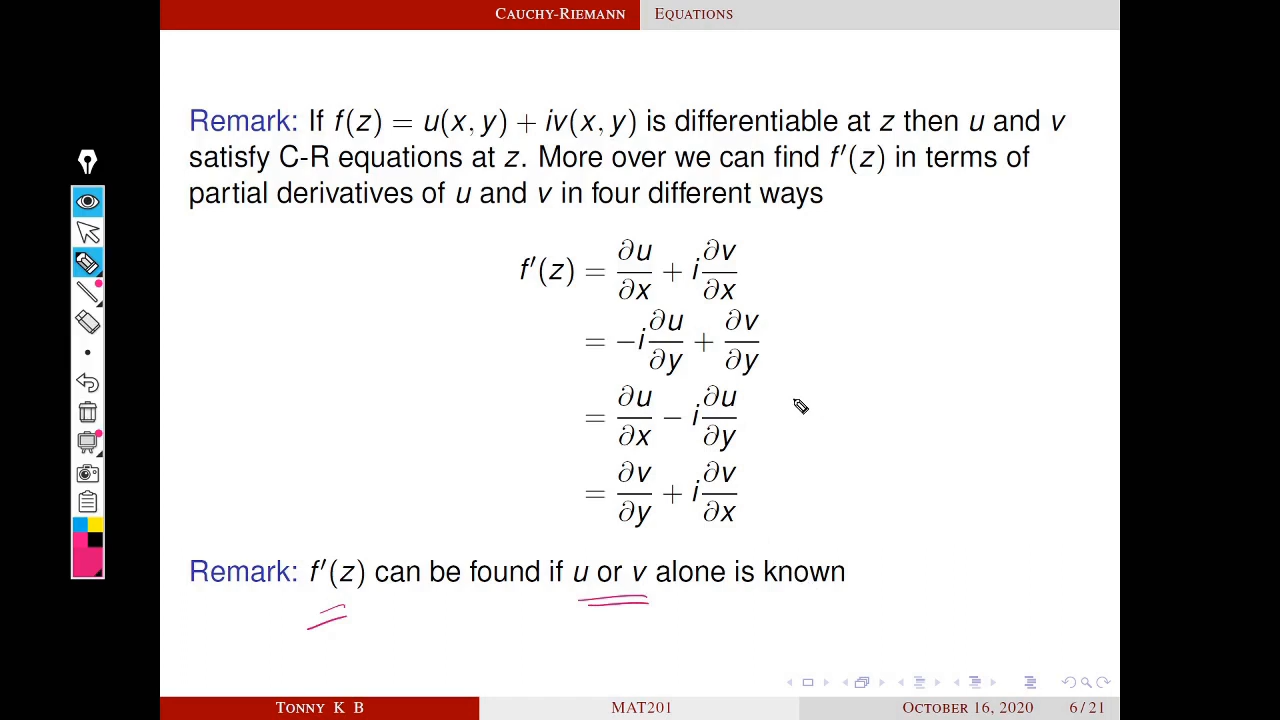 CAUCHY-RIEMANN EQUATIONS
Remark: If f(z) = u(x, y) + iv(x, y) is differentiable at z then u and v
satisfy C-R equations at z. More over we can find f′(z) in terms of
partial derivatives of u and v in four different ways
f′(z) = ∂u/∂x + i ∂v/∂x
= −i ∂u/∂y + ∂v/∂y
= ∂u/∂x − i ∂u/∂y
= ∂v/∂y + i ∂v/∂x
Remark: f′(z) can be found if u or v alone is known
TONNY K B MAT201 OCTOBER 16, 2020 6 / 21